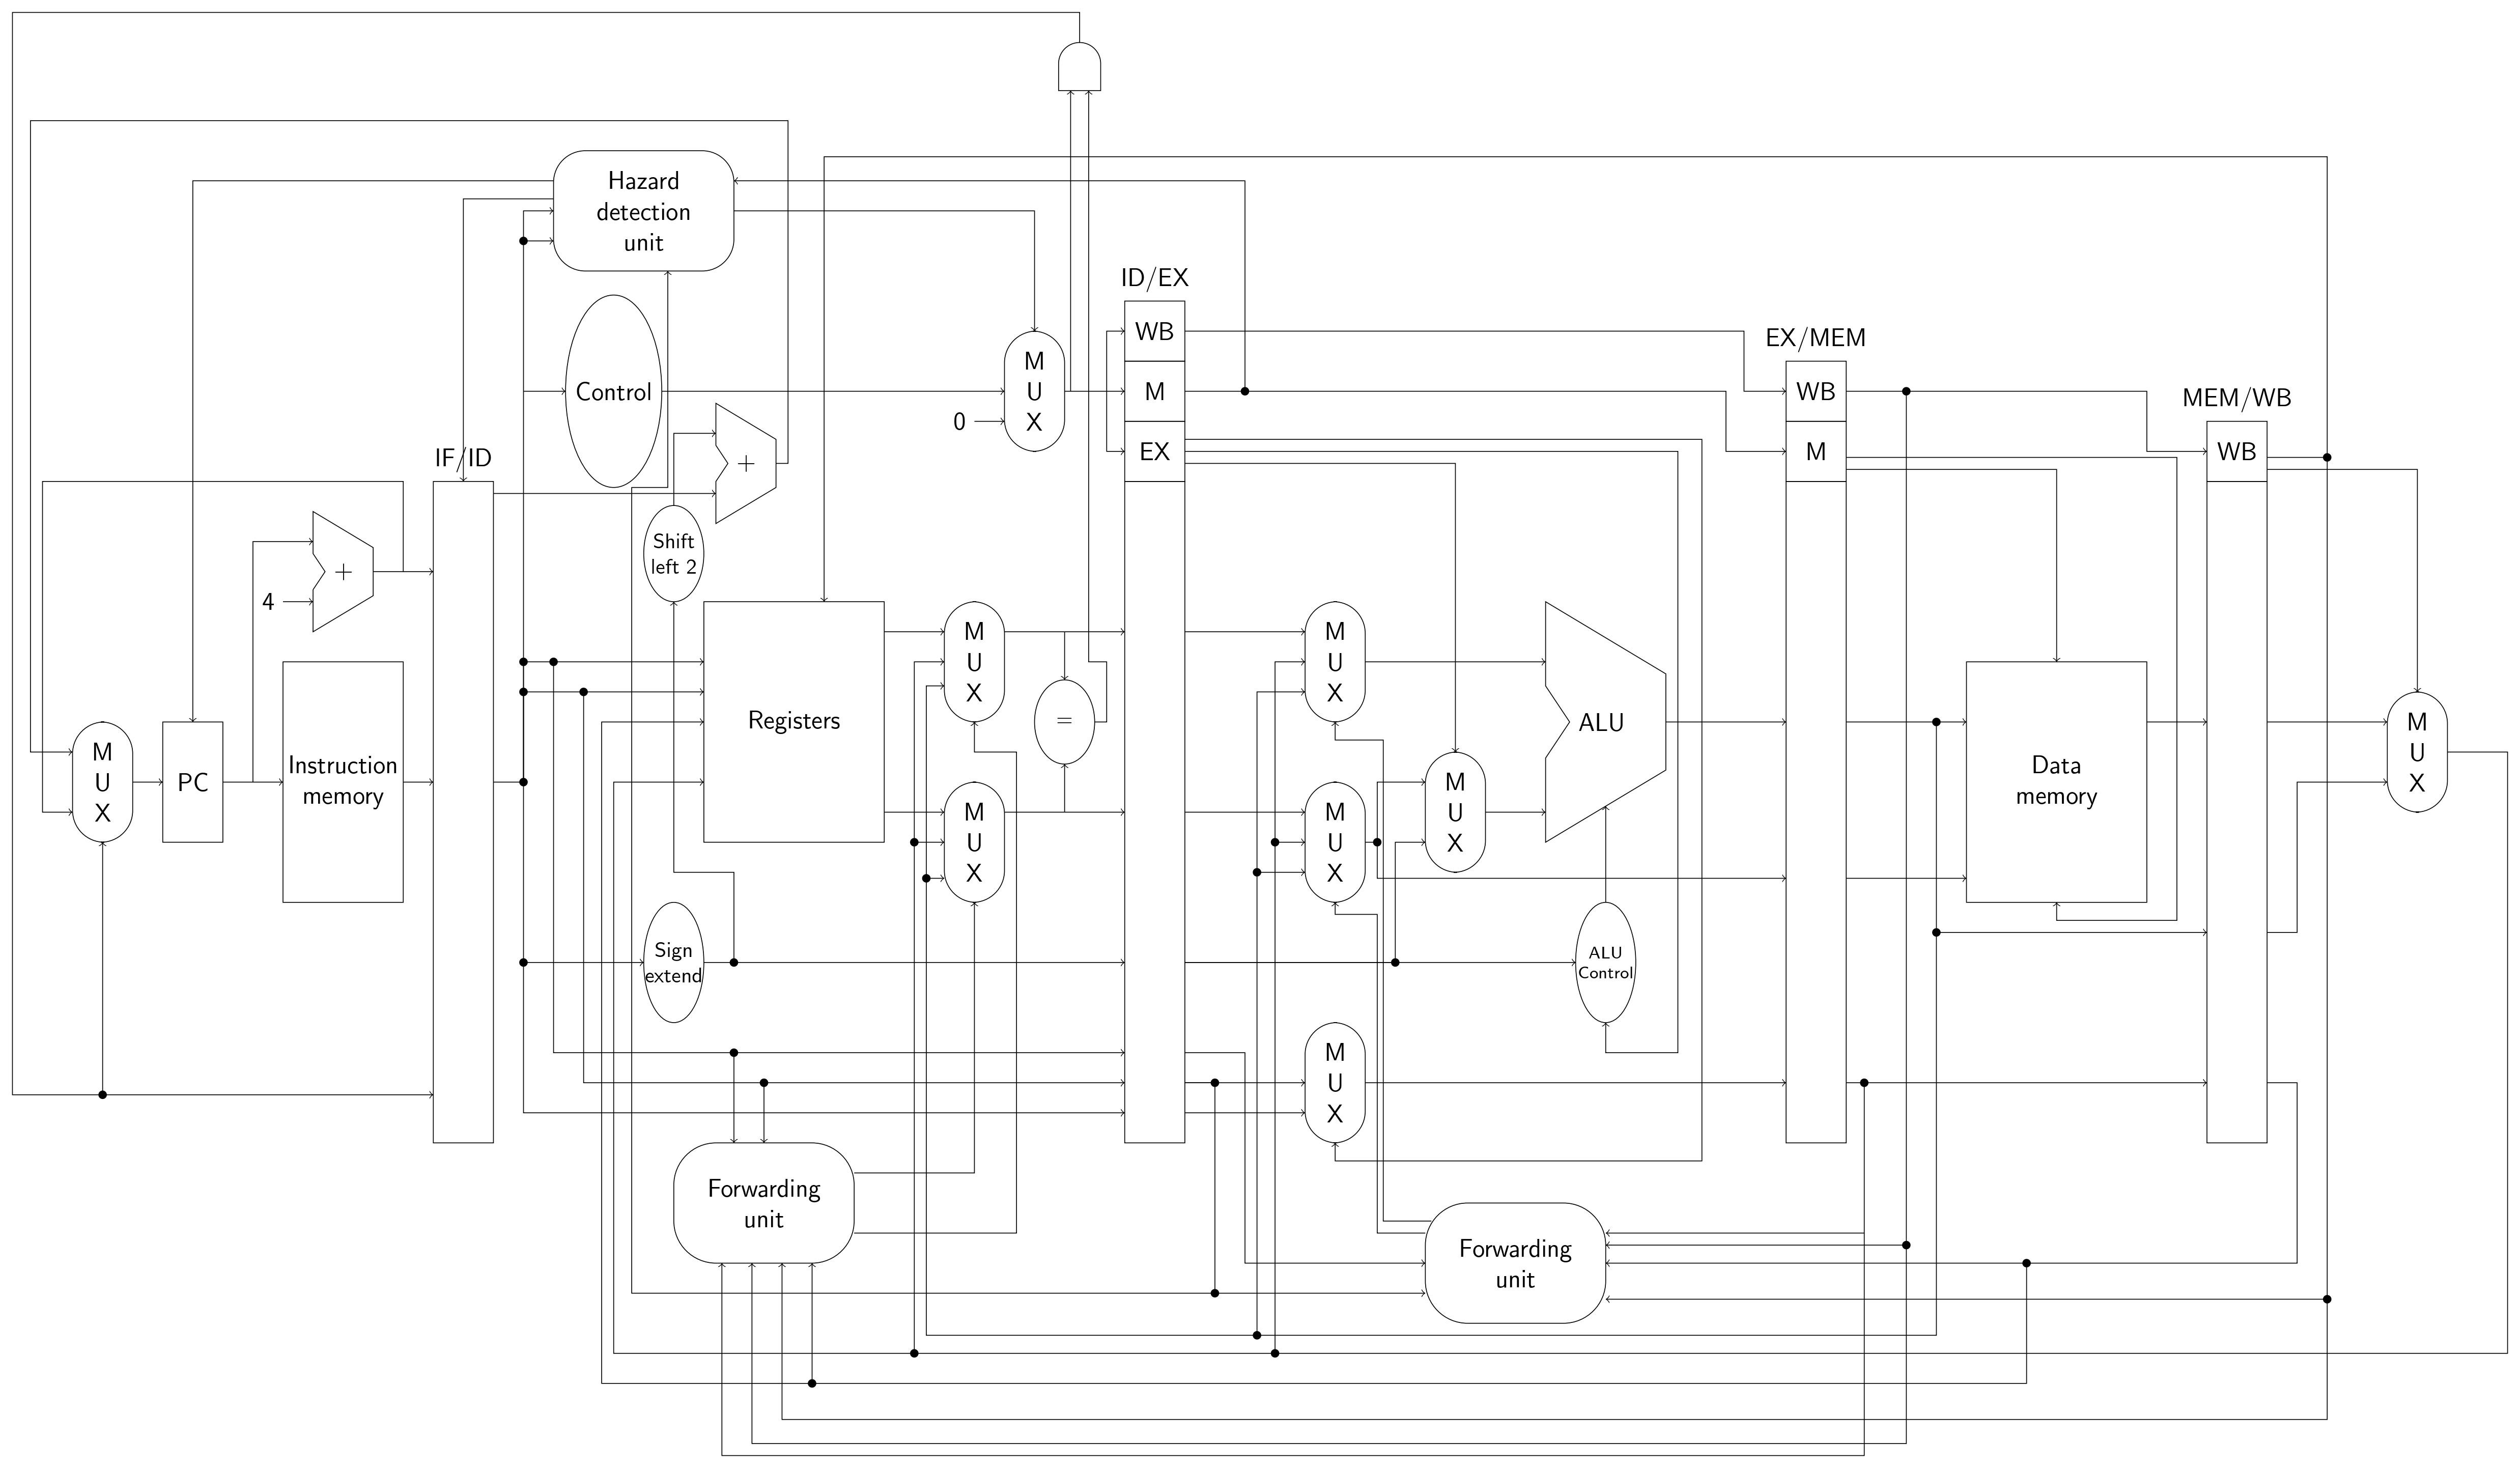 Hazard
detection
unit
ID/EX
WB
M
EX
EX/MEM
WB
M
MEM/WB
WB
Control
M
U
X
0
IF/ID
+
+
4
Shift
left 2
M
U
X
PC
Instruction
memory
Registers
M
U
X
=
M
U
X
M
U
X
M
U
X
M
U
X
ALU
Data
memory
M
U
X
Sign
extend
ALU
Control
M
U
X
Forwarding
unit
Forwarding
unit